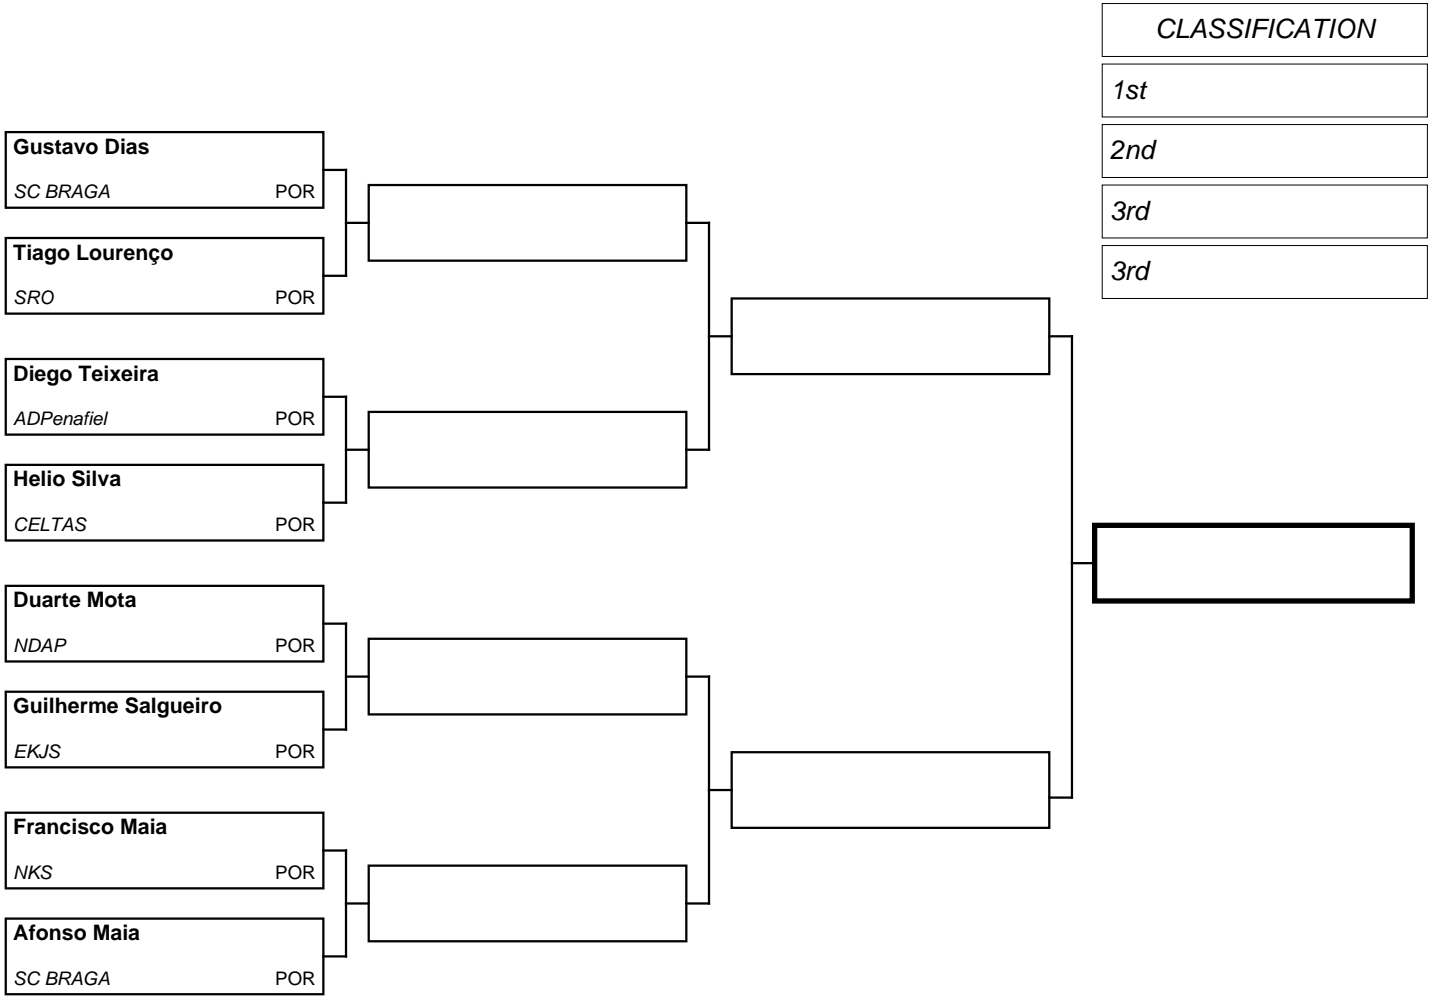 CLASSIFICATION
1st
2nd
3rd
3rd
Gustavo Dias
SC BRAGA POR
Tiago Lourenço
SRO POR
Diego Teixeira
ADPenafiel POR
Helio Silva
CELTAS POR
Duarte Mota
NDAP POR
Guilherme Salgueiro
EKJS POR
Francisco Maia
NKS POR
Afonso Maia
SC BRAGA POR